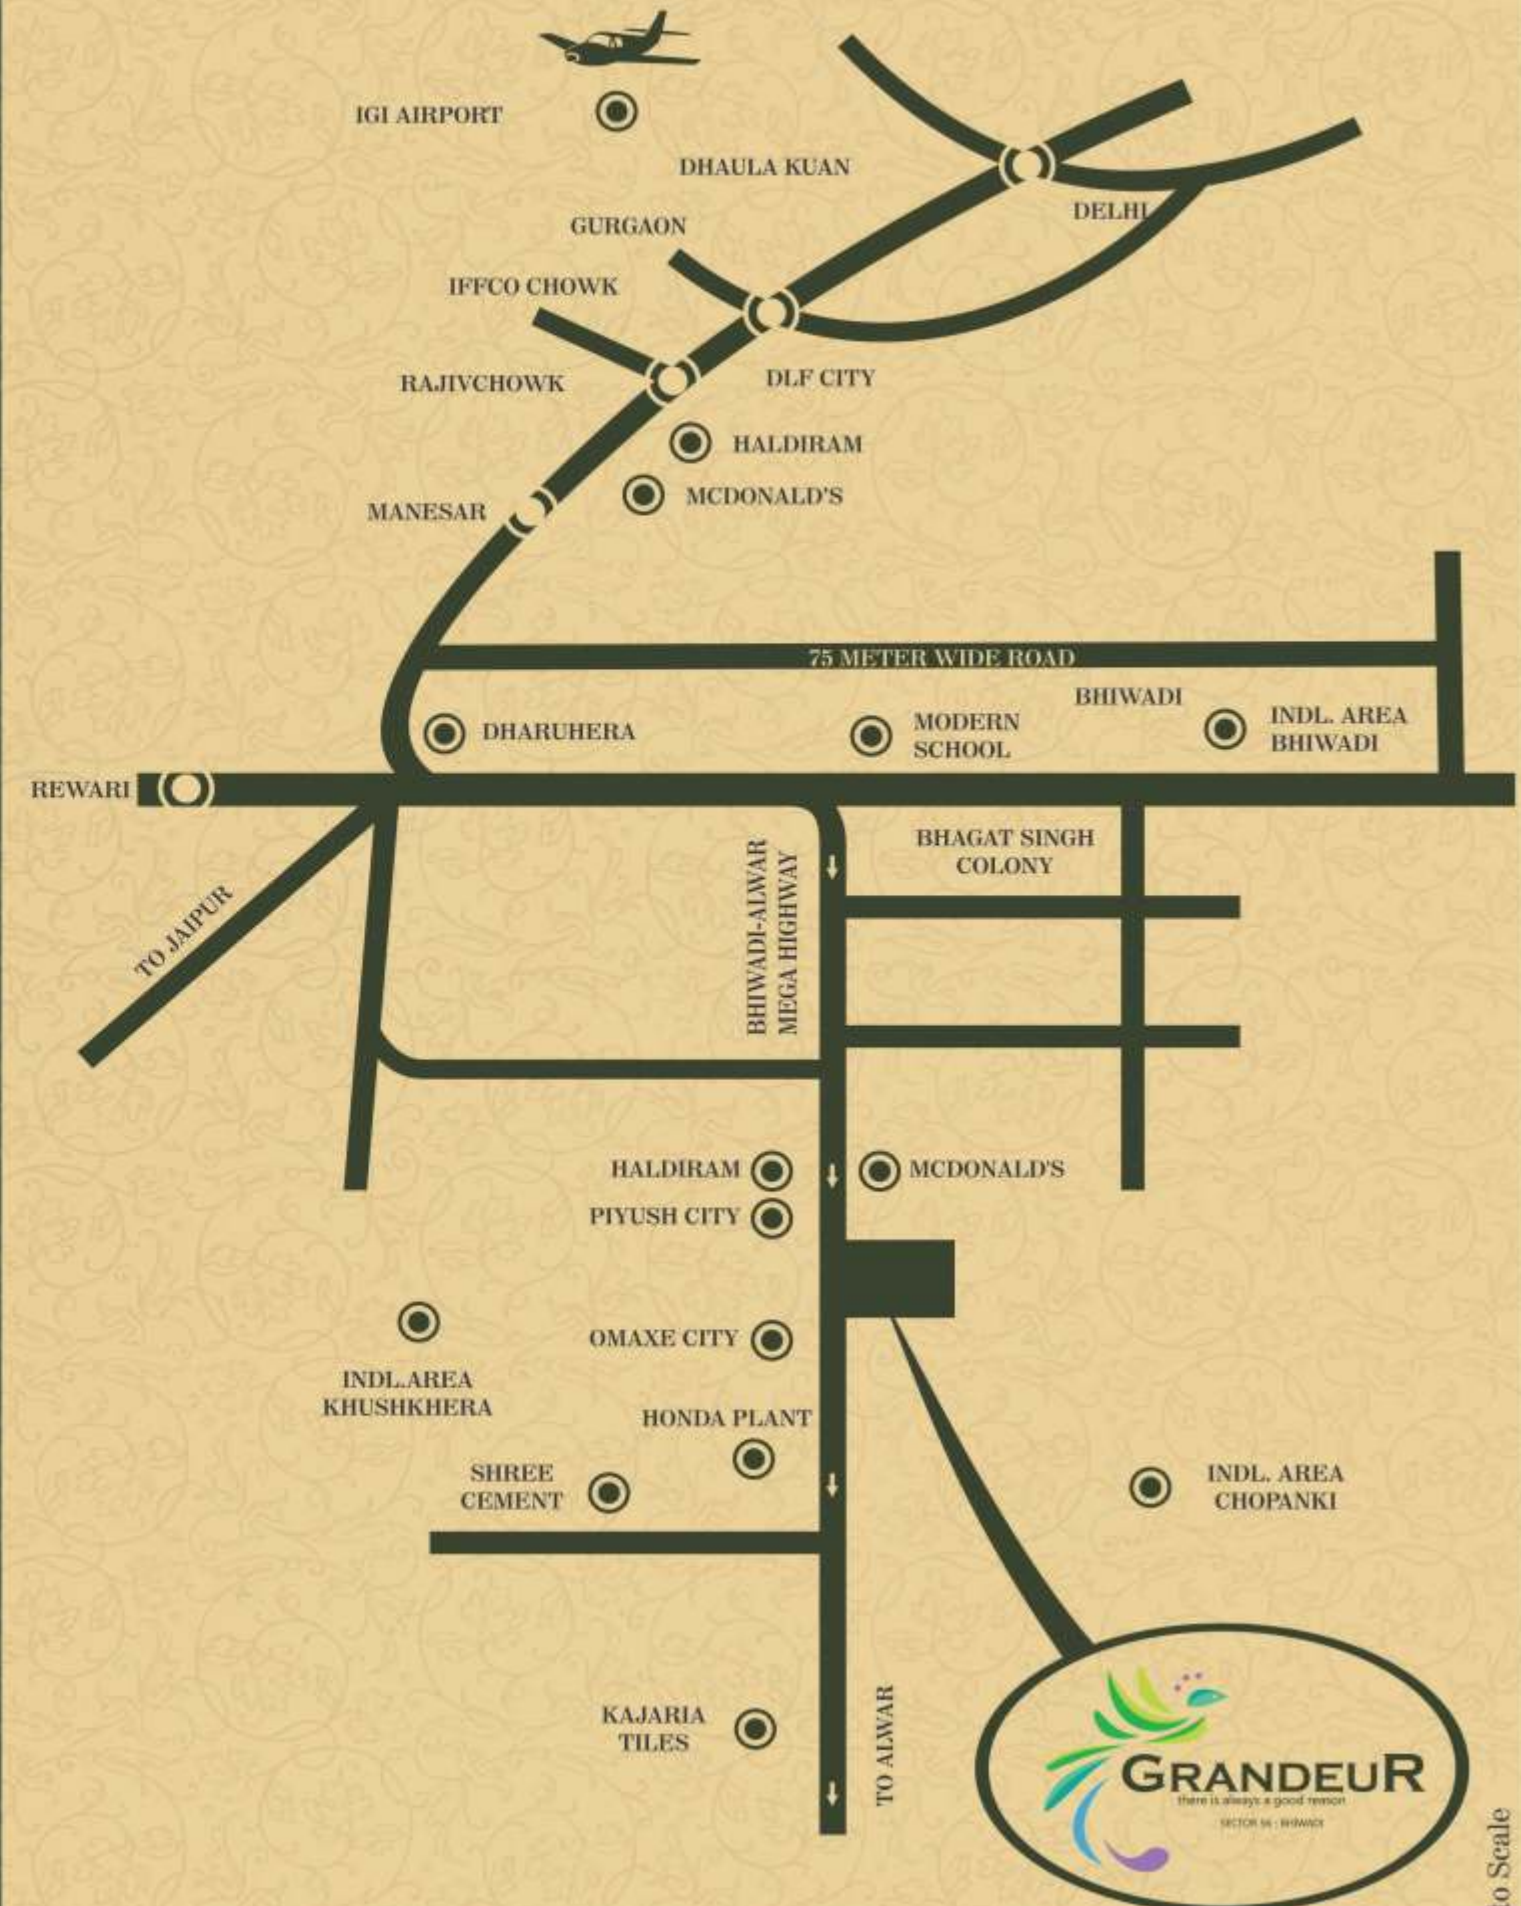 IGI AIRPORT
DHAULA KUAN
DELHI
GURGAON
IFFCO CHOWK
RAJIVCHOWK
DLF CITY
HALDIRAM
MCDONALD'S
MANESAR
75 METER WIDE ROAD
BHIWADI
DHARUHERA
MODERN
SCHOOL
INDL. AREA
BHIWADI
REWARI
TO JAIPUR
BHIWADI-ALWAR
MEGA HIGHWAY
BHAGAT SINGH
COLONY
HALDIRAM
MCDONALD'S
PIYUSH CITY
OMAXE CITY
INDL.AREA
KHUSHKHERA
HONDA PLANT
SHREE
CEMENT
INDL. AREA
CHOPANKI
KAJARIA
TILES
TO ALWAR
GRANDEUR
there is always a good reason
BHIWADI
to Scale